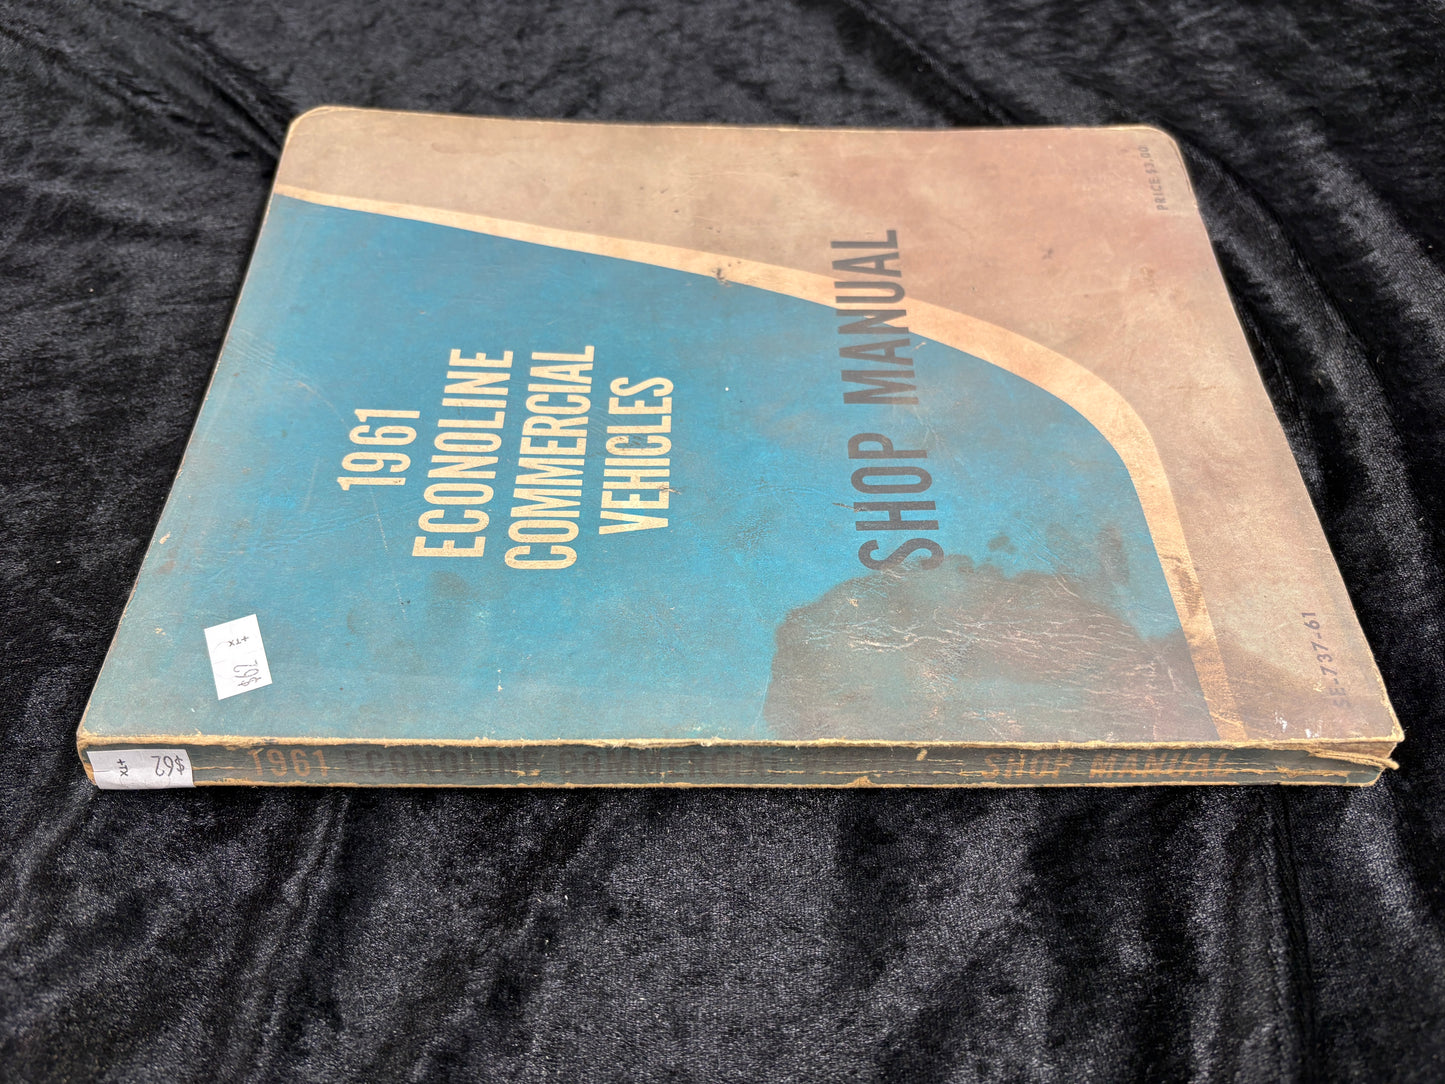 1961
ECONOLINE
COMMERCIAL
VEHICLES
SHOP MANUAL
PRICE $3.00
SE-737-61
$62
+TX
1961 ECONOLINE COMMERCIAL SHOP MANUAL
$62
+TX